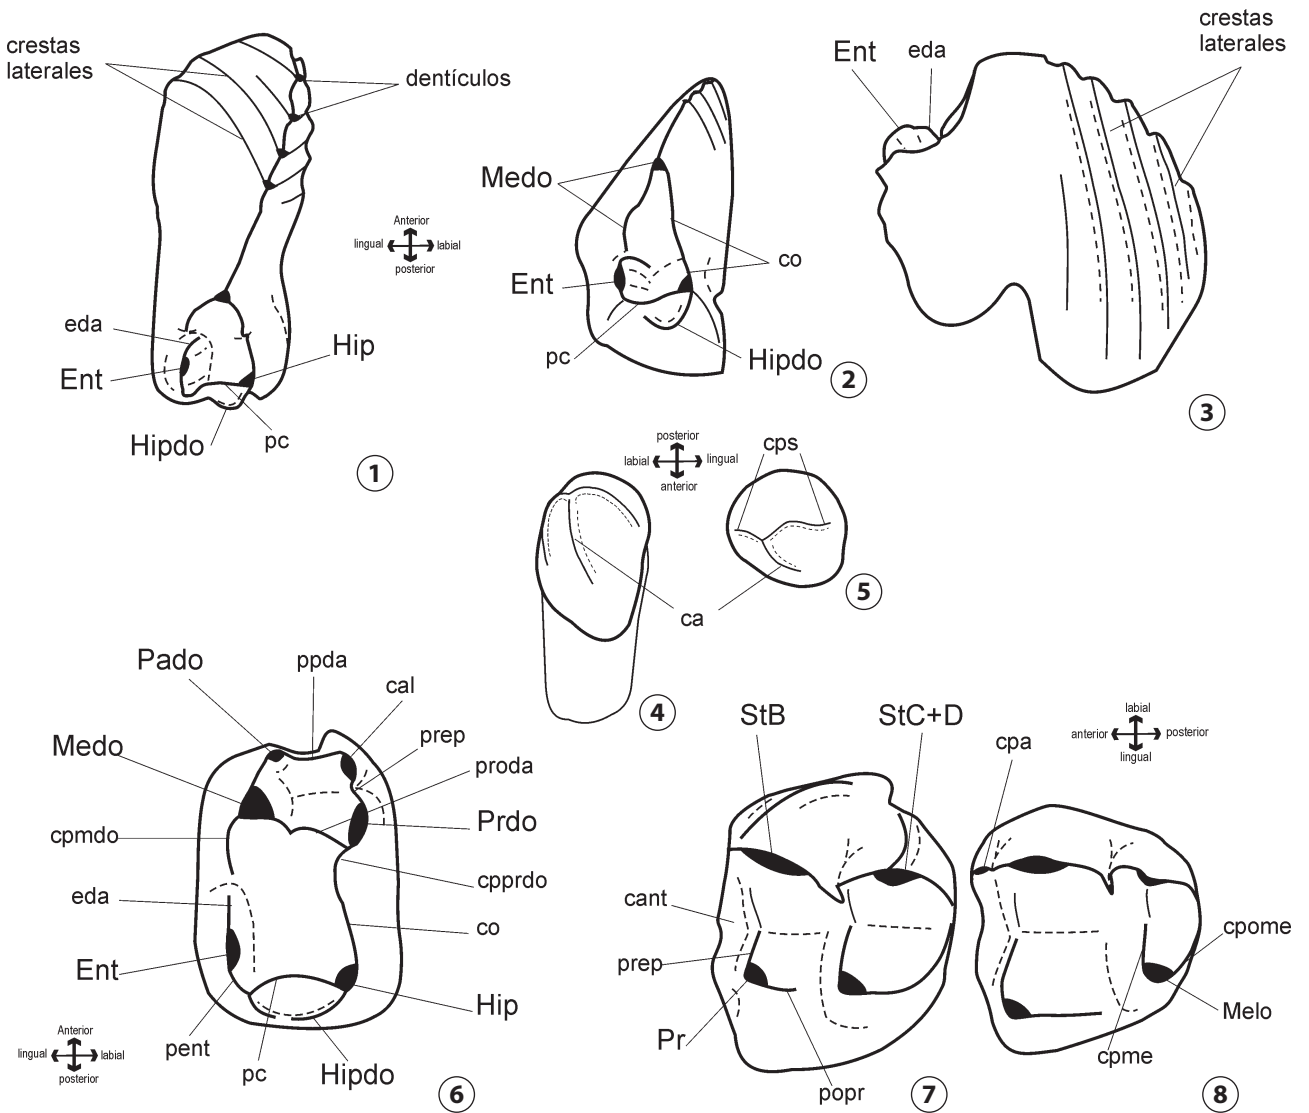 crestas
laterales
dentículos
Anterior
lingual
labial
posterior
eda
Ent
Hip
Hipdo
pc
1
Medo
Ent
co
pc
Hipdo
2
Ent
eda
crestas
laterales
3
posterior
labial
lingual
anterior
cps
ca
4
5
Pado
ppda
cal
Medo
prep
proda
Prdo
cpmdo
cpprdo
eda
co
Ent
Hip
pent
pc
Hipdo
Anterior
lingual
labial
posterior
6
StB
StC+D
cant
prep
Pr
popr
7
labial
anterior
posterior
lingual
cpa
cpome
Melo
cpme
8